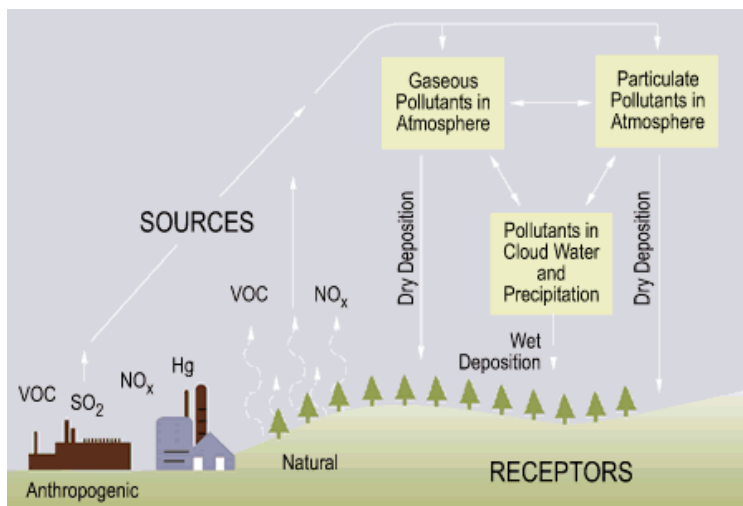 Gaseous
Pollutants in
Atmosphere
Particulate
Pollutants in
Atmosphere
SOURCES
Dry Deposition
Pollutants in
Cloud Water
and
Precipitation
Dry Deposition
VOC
NOx
Wet
Deposition
VOC
SO2
NOx
Hg
Natural
RECEPTORS
Anthropogenic